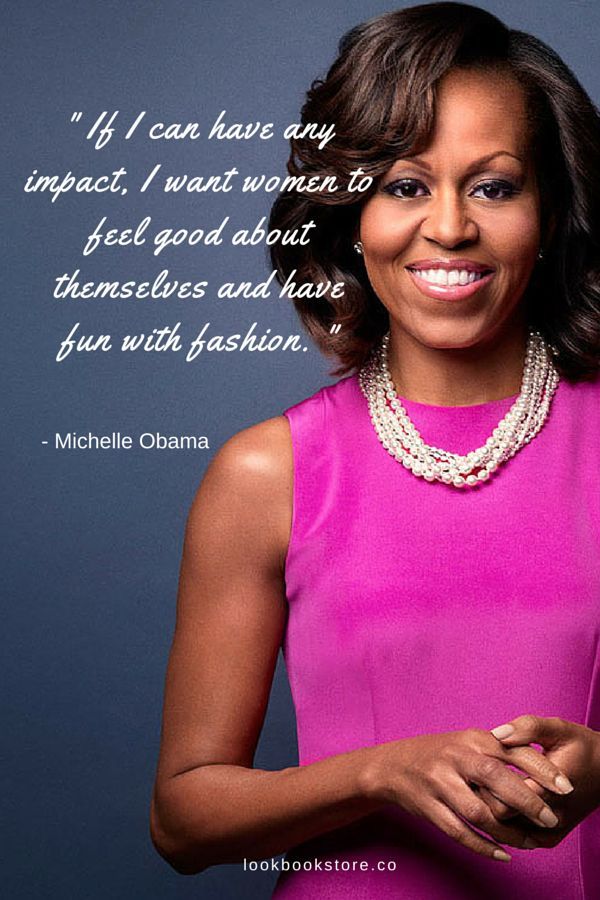 " If I can have any
impact, I want women to
feel good about
themselves and have
fun with fashion. "
- Michelle Obama
lookbookstore.co